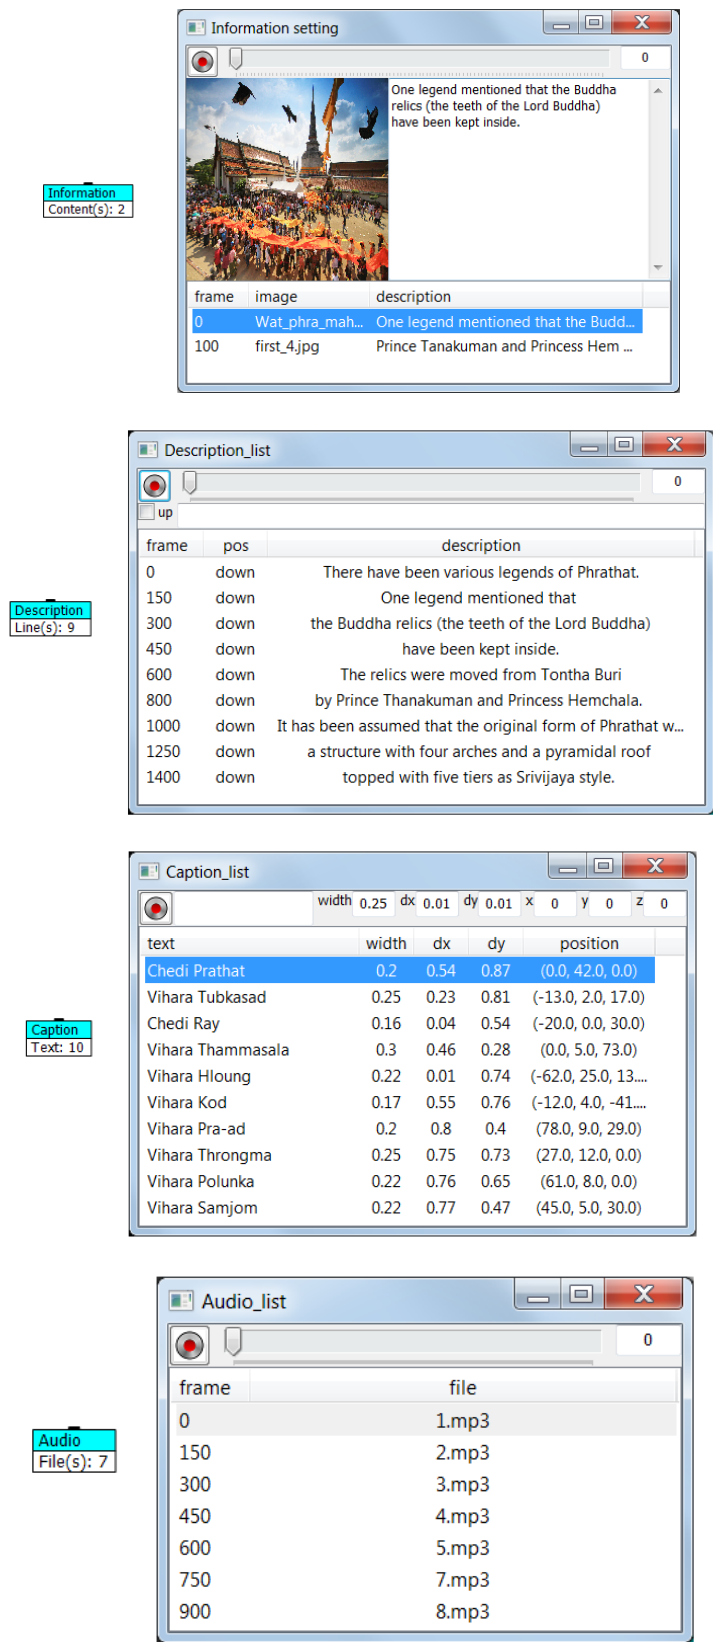 Information setting
0
One legend mentioned that the Buddha
relics (the teeth of the Lord Buddha)
have been kept inside.
Information
Content(s): 2
frame image description
0 Wat_phra_mah... One legend mentioned that the Budd...
100 first_4.jpg Prince Tanakuman and Princess Hem ...
Description_list
0
up
frame pos description
0 down There have been various legends of Phrathat.
150 down One legend mentioned that
300 down the Buddha relics (the teeth of the Lord Buddha)
450 down have been kept inside.
600 down The relics were moved from Tontha Buri
800 down by Prince Thanakuman and Princess Hemchala.
1000 down It has been assumed that the original form of Phrathat w...
1250 down a structure with four arches and a pyramidal roof
1400 down topped with five tiers as Srivijaya style.
Description
Line(s): 9
Caption_list
width 0.25 dx 0.01 dy 0.01 x 0 y 0 z 0
text width dx dy position
Chedi Prathat 0.2 0.54 0.87 (0.0, 42.0, 0.0)
Vihara Tubkasad 0.25 0.23 0.81 (-13.0, 2.0, 17.0)
Chedi Ray 0.16 0.04 0.54 (-20.0, 0.0, 30.0)
Vihara Thammasala 0.3 0.46 0.28 (0.0, 5.0, 73.0)
Vihara Hloung 0.22 0.01 0.74 (-62.0, 25.0, 13....
Vihara Kod 0.17 0.55 0.76 (-12.0, 4.0, -41....
Vihara Pra-ad 0.2 0.8 0.4 (78.0, 9.0, 29.0)
Vihara Throngma 0.25 0.75 0.73 (27.0, 12.0, 0.0)
Vihara Polunka 0.22 0.76 0.65 (61.0, 8.0, 0.0)
Vihara Samjom 0.22 0.77 0.47 (45.0, 5.0, 30.0)
Caption
Text: 10
Audio_list
0
frame file
0 1.mp3
150 2.mp3
300 3.mp3
450 4.mp3
600 5.mp3
750 7.mp3
900 8.mp3
Audio
File(s): 7